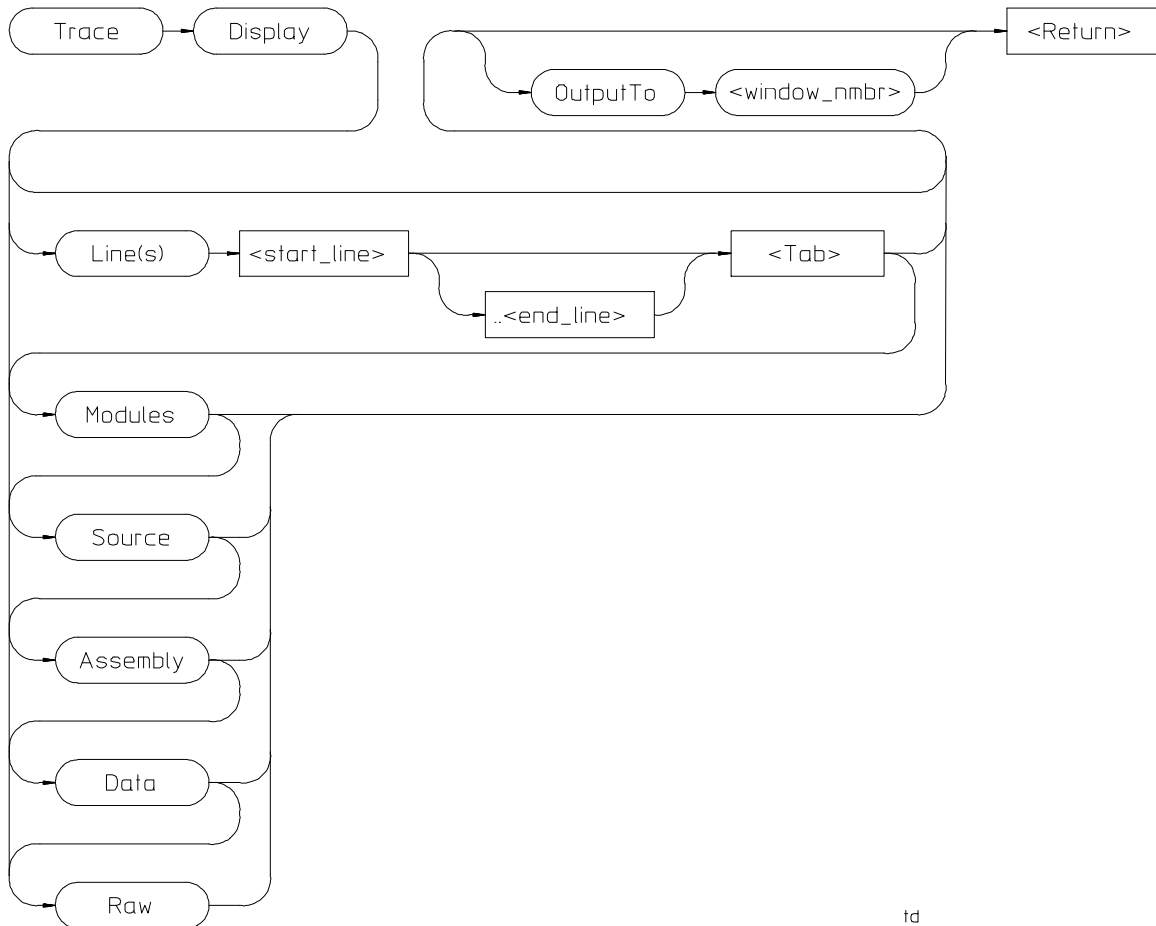 Trace
Display
<Return>
OutputTo
<window_nmbr>
Line(s)
<start_line>
<Tab>
..<end_line>
Modules
Source
Assembly
Data
Raw
td